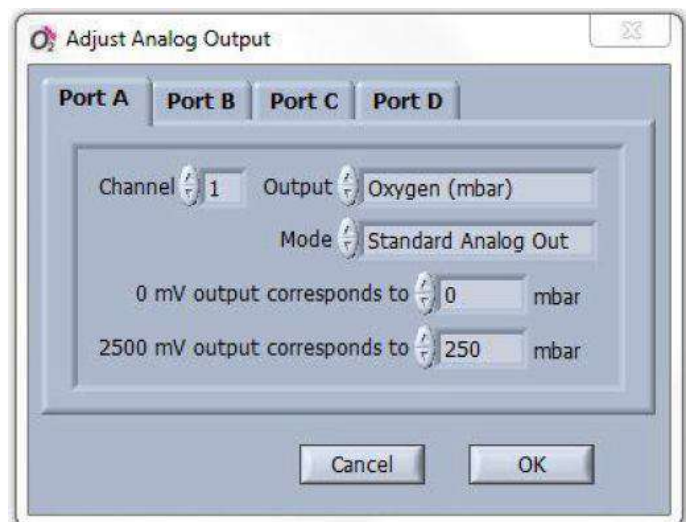 O2 Adjust Analog Output
Port A Port B Port C Port D
Channel 1 Output Oxygen (mbar)
Mode Standard Analog Out
0 mV output corresponds to 0 mbar
2500 mV output corresponds to 250 mbar
Cancel OK